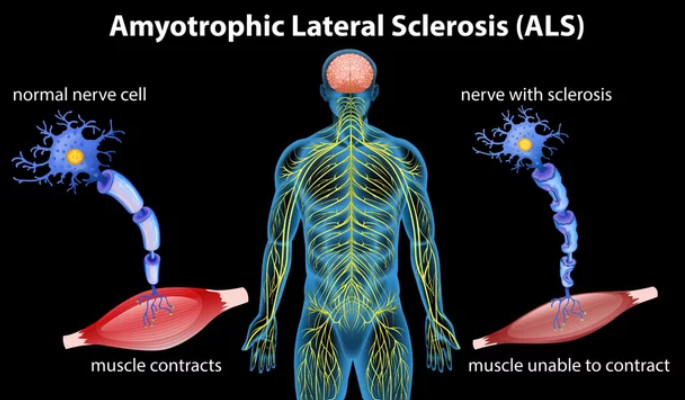 Amyotrophic Lateral Sclerosis (ALS)
normal nerve cell
nerve with sclerosis
muscle contracts
muscle unable to contract